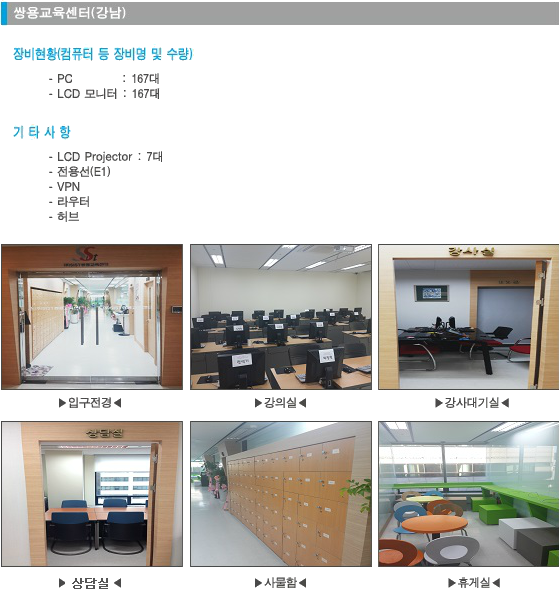 쌍용교육센터(강남)
장비현황(컴퓨터 등 장비명 및 수량)
- PC : 167대
- LCD 모니터 : 167대
기 타 사 항
- LCD Projector : 7대
- 전용선(E1)
- VPN
- 라우터
- 허브
강사실
▶입구전경◀
▶강의실◀
▶강사대기실◀
상담실
▶ 상담실 ◀
▶사물함◀
▶휴게실◀